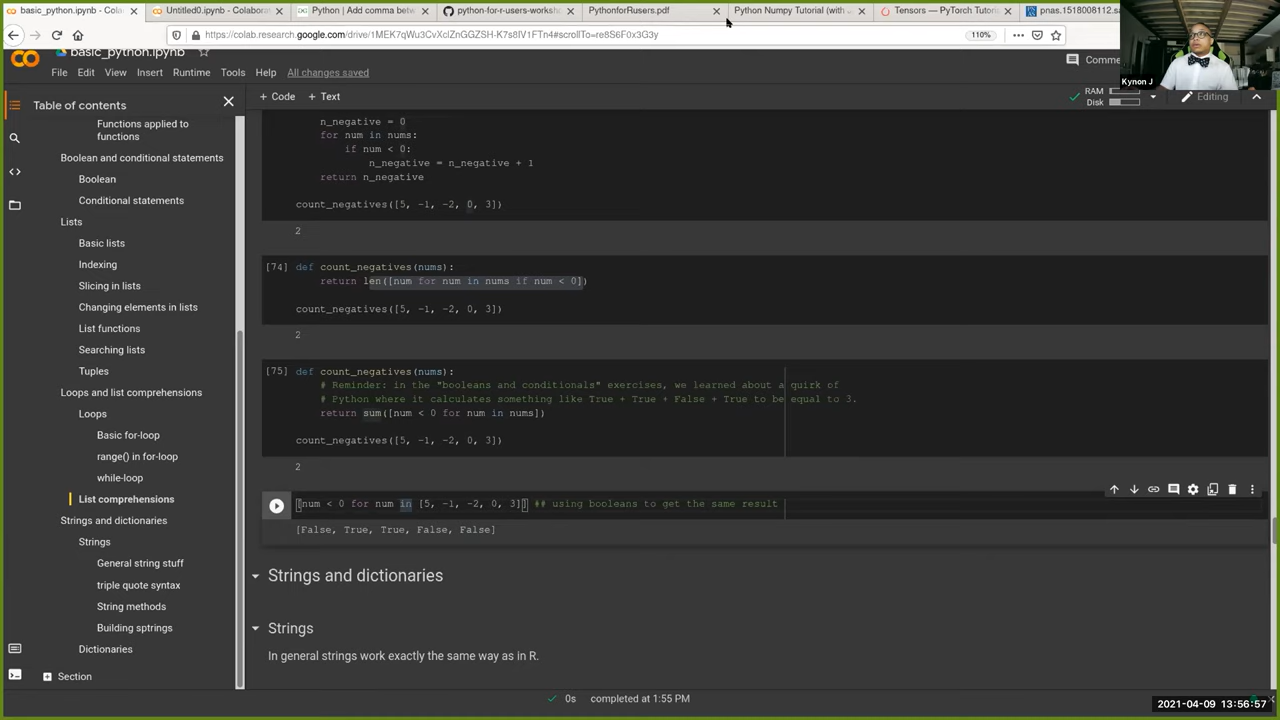 basic_python.ipynb - Cola
Untitled0.ipynb - Colabora
Python | Add comma betw
python-for-r-users-worksh
PythonforRusers.pdf
Python Numpy Tutorial (with
Tensors — PyTorch Tutor
pnas.1518008112.sa
https://colab.research.google.com/drive/1MEK7qWu3CvXclZnGGZSH-K7s8IV1FTn4#scrollTo=re8S6F0x3G3y
110%
basic_python.ipynb
File Edit View Insert Runtime Tools Help All changes saved
Comme
Kynon J
Table of contents
+ Code + Text
RAM
Disk
Editing
Functions applied to
functions
Boolean and conditional statements
Boolean
Conditional statements
Lists
Basic lists
Indexing
Slicing in lists
Changing elements in lists
List functions
Searching lists
Tuples
Loops and list comprehensions
Loops
Basic for-loop
range() in for-loop
while-loop
List comprehensions
Strings and dictionaries
Strings
General string stuff
triple quote syntax
String methods
Building sptrings
Dictionaries
Section
n_negative = 0
for num in nums:
if num < 0:
n_negative = n_negative + 1
return n_negative
count_negatives([5, -1, -2, 0, 3])
2
[74] def count_negatives(nums):
return len([num for num in nums if num < 0])
count_negatives([5, -1, -2, 0, 3])
2
[75] def count_negatives(nums):
# Reminder: in the "booleans and conditionals" exercises, we learned about a quirk of
# Python where it calculates something like True + True + False + True to be equal to 3.
return sum([num < 0 for num in nums])
count_negatives([5, -1, -2, 0, 3])
2
[num < 0 for num in [5, -1, -2, 0, 3]] ## using booleans to get the same result
[False, True, True, False, False]
Strings and dictionaries
Strings
In general strings work exactly the same way as in R.
0s completed at 1:55 PM
2021-04-09 13:56:57